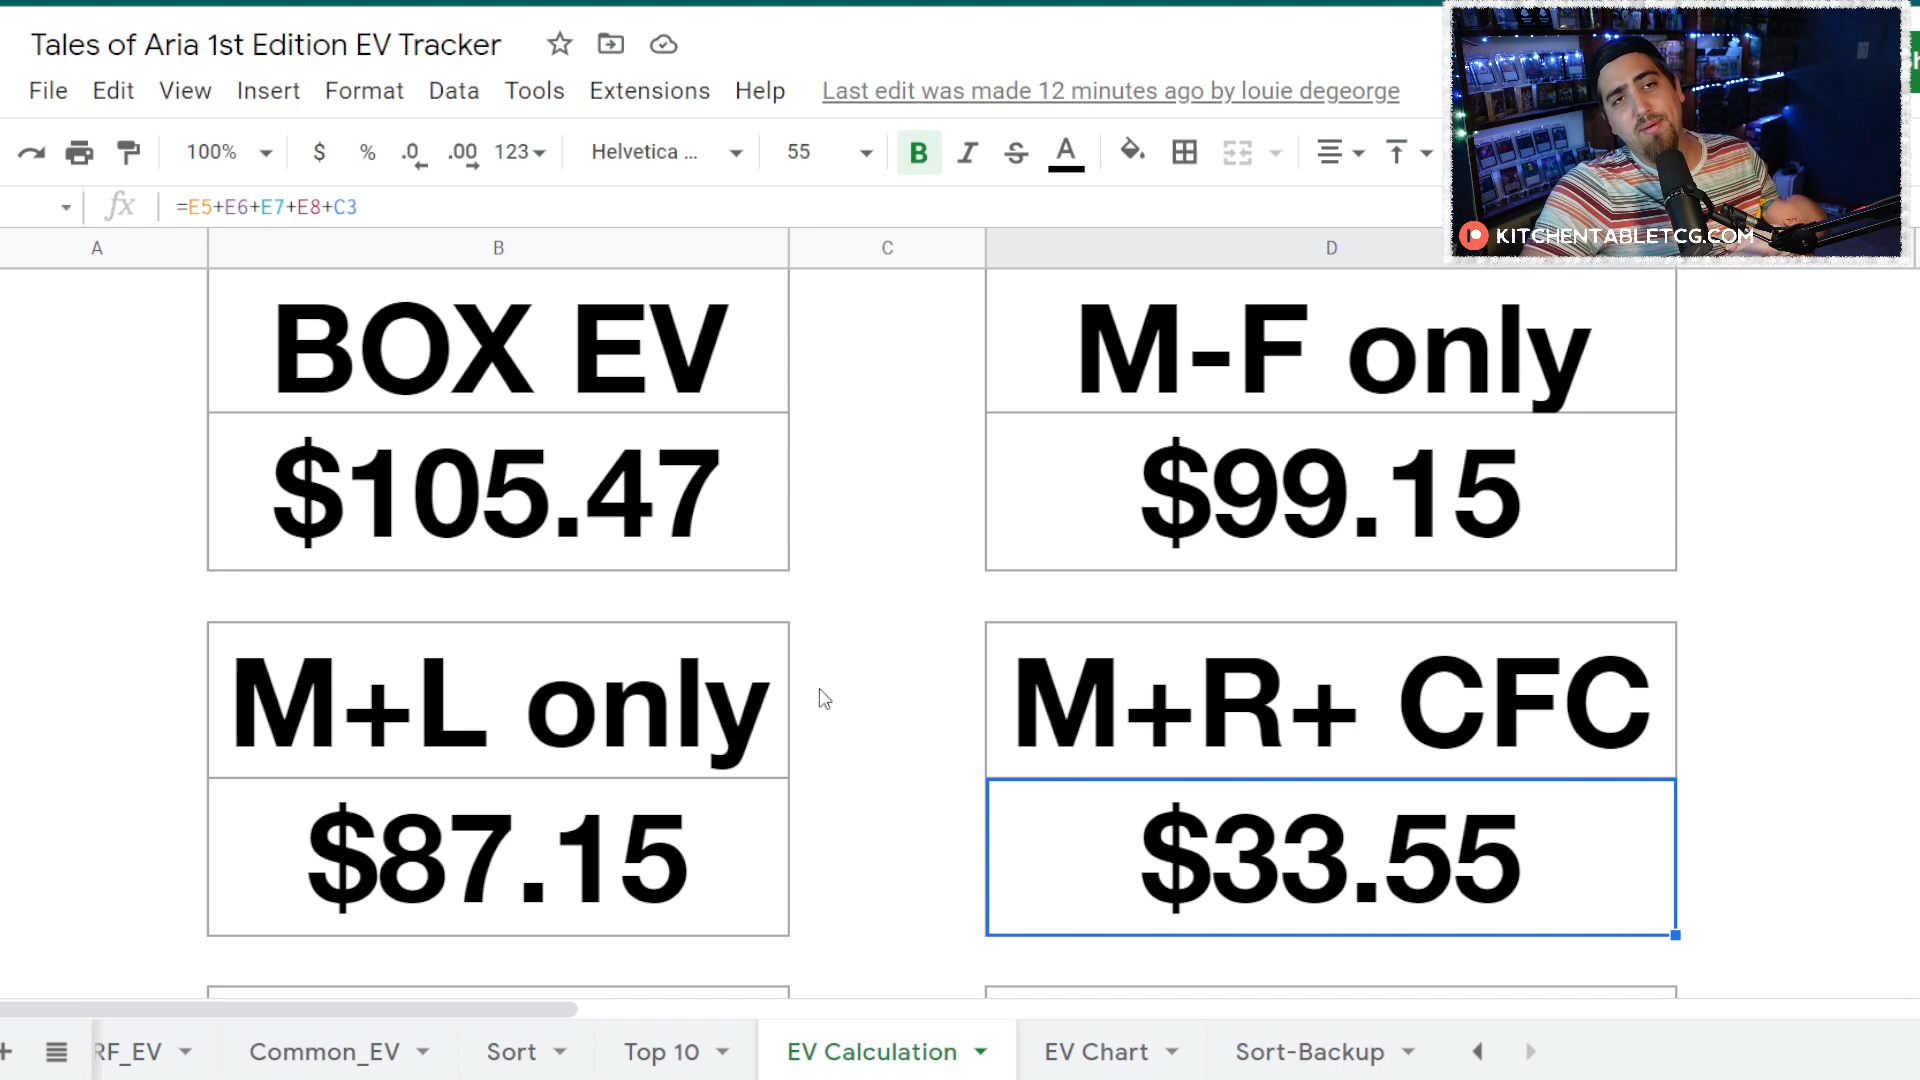 Tales of Aria 1st Edition EV Tracker
File Edit View Insert Format Data Tools Extensions Help Last edit was made 12 minutes ago by louie degeorge
100% $ % .0 .00 123 Helvetica ... 55 B I S A
fx =E5+E6+E7+E8+C3
KITCHENTABLETCG.COM
A B C D
BOX EV
$105.47
M-F only
$99.15
M+L only
$87.15
M+R+ CFC
$33.55
RF_EV Common_EV Sort Top 10 EV Calculation EV Chart Sort-Backup